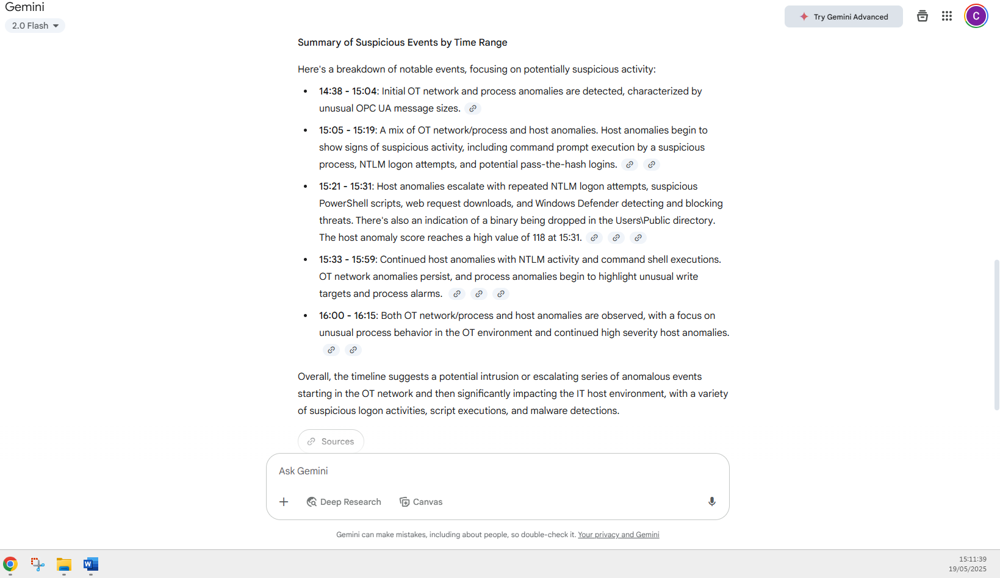 Gemini
2.0 Flash
Try Gemini Advanced
C
Summary of Suspicious Events by Time Range
Here's a breakdown of notable events, focusing on potentially suspicious activity:
• 14:38 - 15:04: Initial OT network and process anomalies are detected, characterized by
unusual OPC UA message sizes.
• 15:05 - 15:19: A mix of OT network/process and host anomalies. Host anomalies begin to
show signs of suspicious activity, including command prompt execution by a suspicious
process, NTLM logon attempts, and potential pass-the-hash logins.
• 15:21 - 15:31: Host anomalies escalate with repeated NTLM logon attempts, suspicious
PowerShell scripts, web request downloads, and Windows Defender detecting and blocking
threats. There's also an indication of a binary being dropped in the Users\Public directory.
The host anomaly score reaches a high value of 118 at 15:31.
• 15:33 - 15:59: Continued host anomalies with NTLM activity and command shell executions.
OT network anomalies persist, and process anomalies begin to highlight unusual write
targets and process alarms.
• 16:00 - 16:15: Both OT network/process and host anomalies are observed, with a focus on
unusual process behavior in the OT environment and continued high severity host anomalies.
Overall, the timeline suggests a potential intrusion or escalating series of anomalous events
starting in the OT network and then significantly impacting the IT host environment, with a variety
of suspicious logon activities, script executions, and malware detections.
Sources
Ask Gemini
Deep Research
Canvas
Gemini can make mistakes, including about people, so double-check it. Your privacy and Gemini
W
15:11:39
19/05/2025